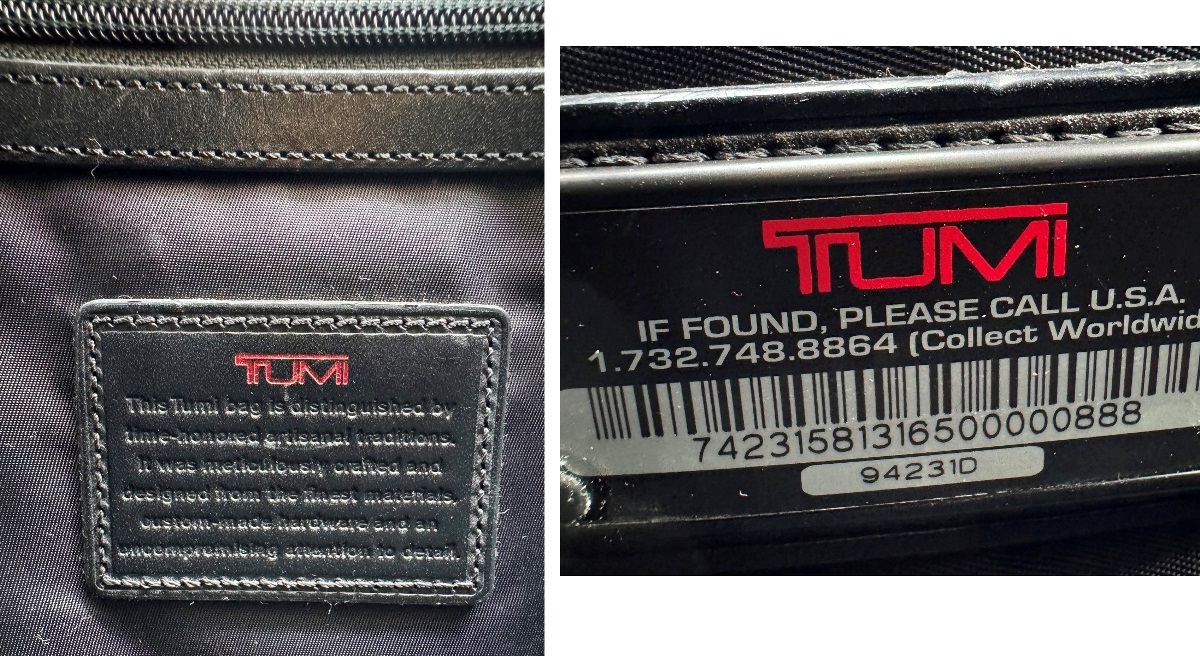 TUMI
This Tumi bag is distinguished by
time-honored artisanal traditions.
It was meticulously crafted and
designed from the finest materials,
custom-made hardware and an
uncompromising attention to detail.
TUMI
IF FOUND, PLEASE CALL U.S.A.
1.732.748.8864 (Collect Worldwid
74231581316500000888
94231D